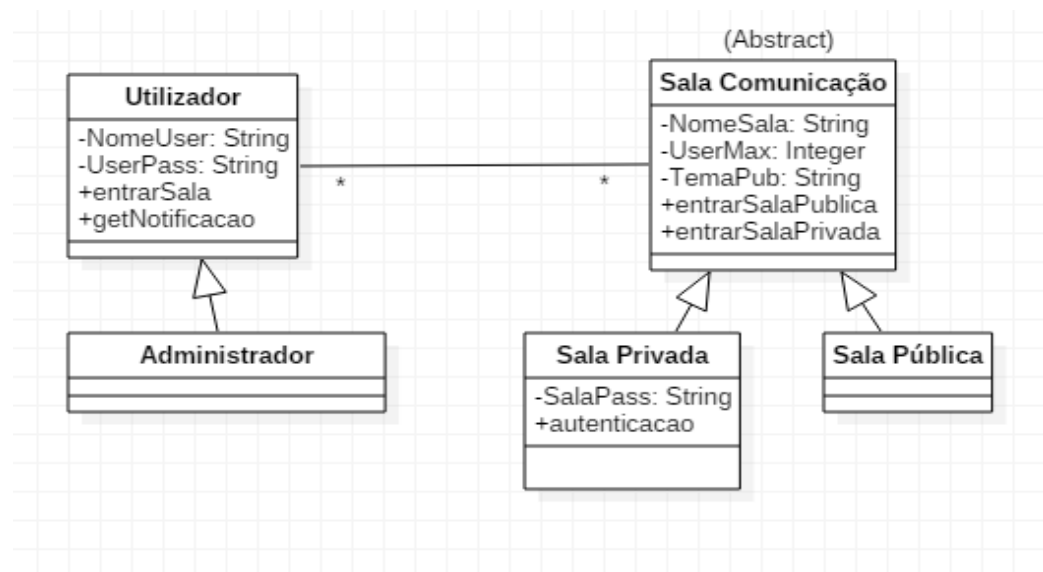 (Abstract)
Utilizador
-NomeUser: String
-UserPass: String
+entrarSala
+getNotificacao
*
*
Sala Comunicação
-NomeSala: String
-UserMax: Integer
-TemaPub: String
+entrarSalaPublica
+entrarSalaPrivada
Administrador
Sala Privada
-SalaPass: String
+autenticacao
Sala Pública